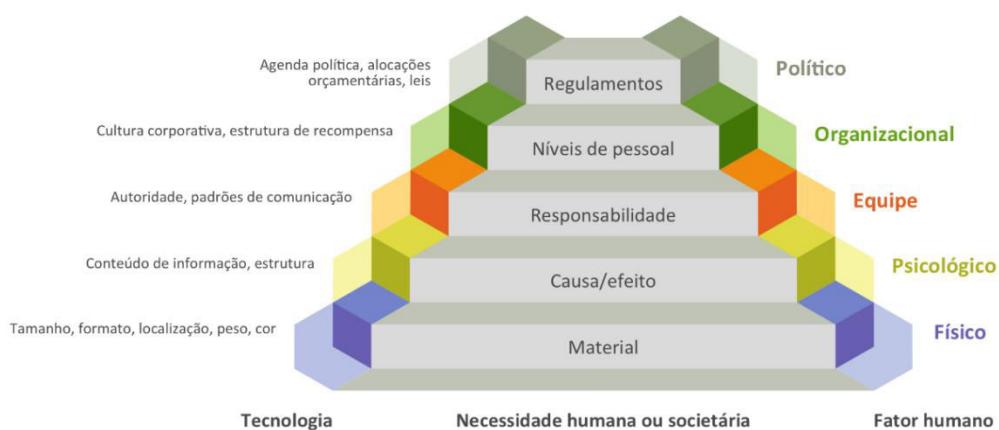 Agenda política, alocações
orçamentárias, leis
Regulamentos
Político
Cultura corporativa, estrutura de recompensa
Níveis de pessoal
Organizacional
Autoridade, padrões de comunicação
Responsabilidade
Equipe
Conteúdo de informação, estrutura
Causa/efeito
Psicológico
Tamanho, formato, localização, peso, cor
Material
Físico
Tecnologia
Necessidade humana ou societária
Fator humano